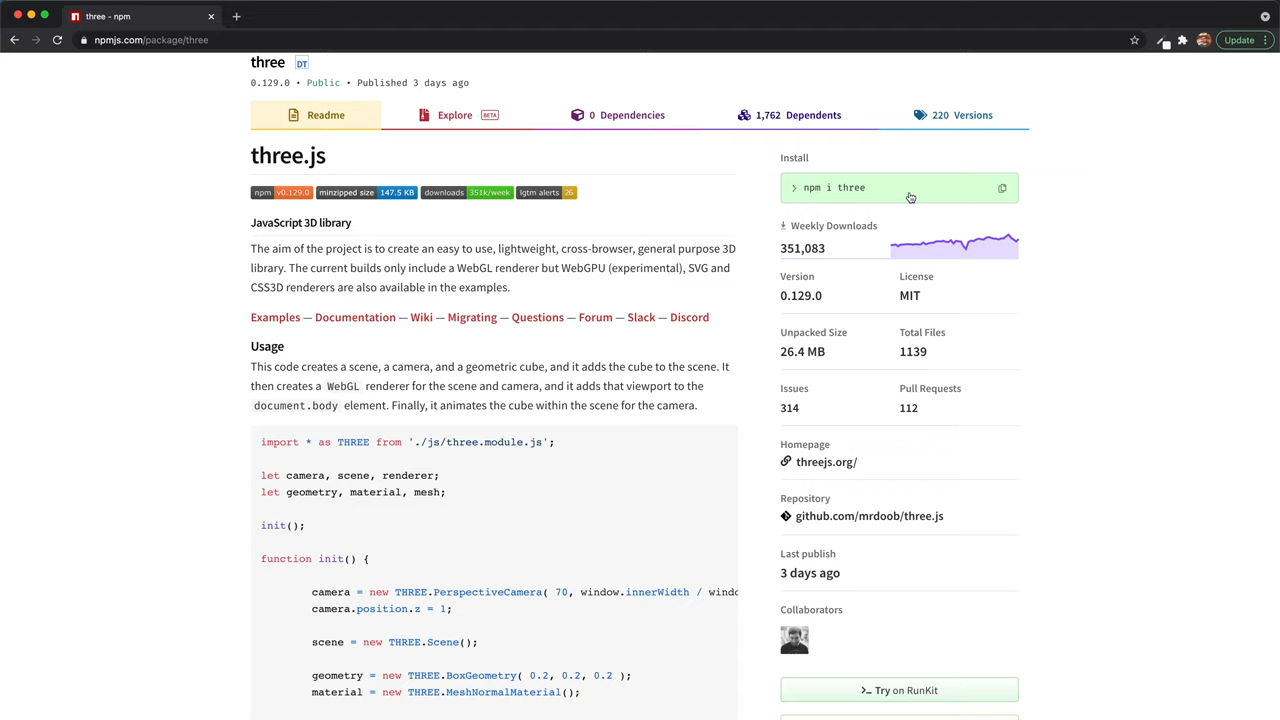 three - npm
npmjs.com/package/three
Update
three DT
0.129.0 • Public • Published 3 days ago
Readme
Explore BETA
0 Dependencies
1,762 Dependents
220 Versions
three.js
npm v0.129.0 minzipped size 147.5 KB downloads 351k/week lgtm alerts 26
JavaScript 3D library
The aim of the project is to create an easy to use, lightweight, cross-browser, general purpose 3D
library. The current builds only include a WebGL renderer but WebGPU (experimental), SVG and
CSS3D renderers are also available in the examples.
Examples — Documentation — Wiki — Migrating — Questions — Forum — Slack — Discord
Usage
This code creates a scene, a camera, and a geometric cube, and it adds the cube to the scene. It
then creates a WebGL renderer for the scene and camera, and it adds that viewport to the
document.body element. Finally, it animates the cube within the scene for the camera.
import * as THREE from './js/three.module.js';
let camera, scene, renderer;
let geometry, material, mesh;
init();
function init() {
camera = new THREE.PerspectiveCamera( 70, window.innerWidth / windo
camera.position.z = 1;
scene = new THREE.Scene();
geometry = new THREE.BoxGeometry( 0.2, 0.2, 0.2 );
material = new THREE.MeshNormalMaterial();
Install
npm i three
Weekly Downloads
351,083
Version
License
0.129.0
MIT
Unpacked Size
Total Files
26.4 MB
1139
Issues
Pull Requests
314
112
Homepage
threejs.org/
Repository
github.com/mrdoob/three.js
Last publish
3 days ago
Collaborators
Try on RunKit